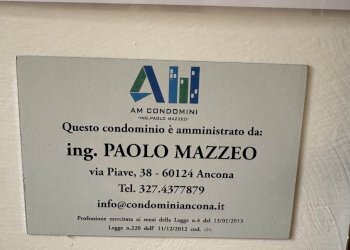 AM CONDOMINI
"ING.PAOLO MAZZEO"
Questo condominio è amministrato da:
ing. PAOLO MAZZEO
via Piave, 38 - 60124 Ancona
Tel. 327.4377879
info@condominiancona.it
Professione esercitata ai sensi della Legge n.4 del 13/01/2013
Legge n.220 dell' 11/12/2012 cod.